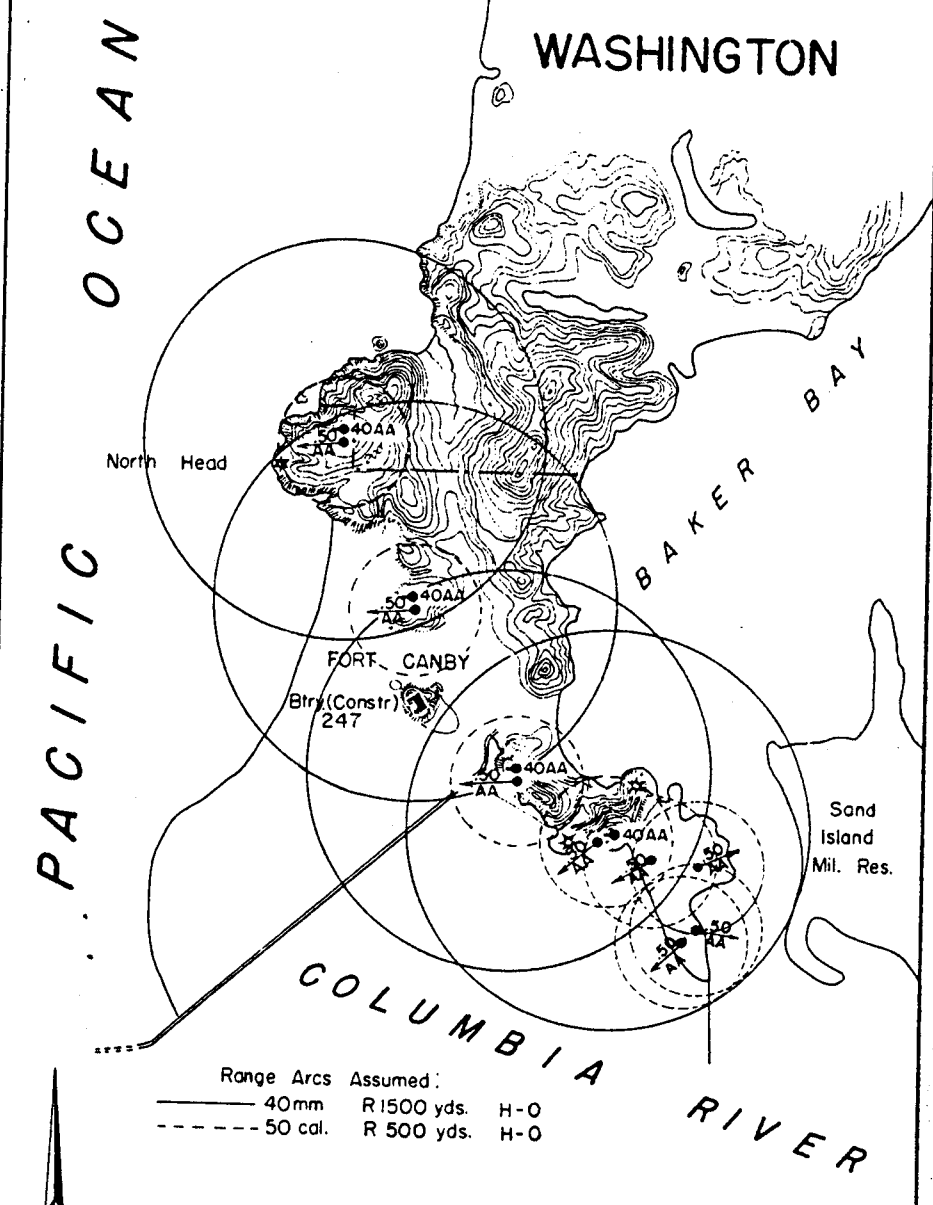 WASHINGTON
PACIFIC OCEAN
BAKER BAY
40AA
.50
AA
North Head
40AA
.50
AA
FORT CANBY
Btry.(Constr)
247
40AA
.50
AA
40AA
.50
AA
.50
AA
.50
AA
.50
AA
.50
AA
Sand
Island
Mil. Res.
COLUMBIA RIVER
Range Arcs Assumed:
40mm R 1500 yds. H-0
50 cal. R 500 yds. H-0